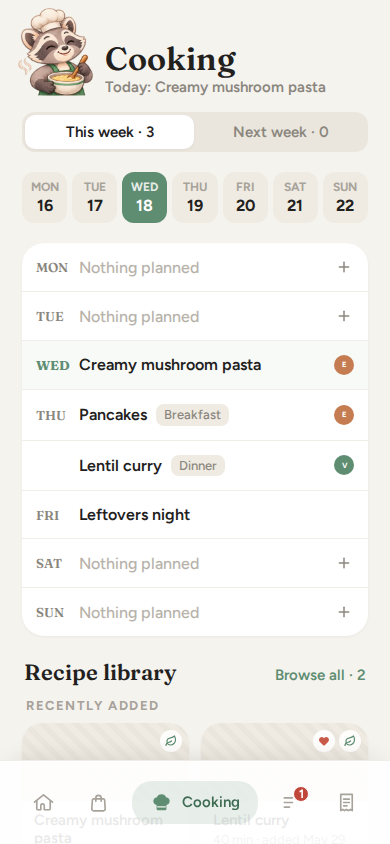 Cooking
Today: Creamy mushroom pasta
This week · 3
Next week · 0
MON TUE WED THU FRI SAT SUN
16 17 18 19 20 21 22
MON Nothing planned +
TUE Nothing planned +
WED Creamy mushroom pasta E
THU Pancakes Breakfast E
Lentil curry Dinner V
FRI Leftovers night
SAT Nothing planned +
SUN Nothing planned +
Recipe library
Browse all · 2
RECENTLY ADDED
Cooking
1
Creamy mushroom
pasta
Lentil curry
40 min · added May 29